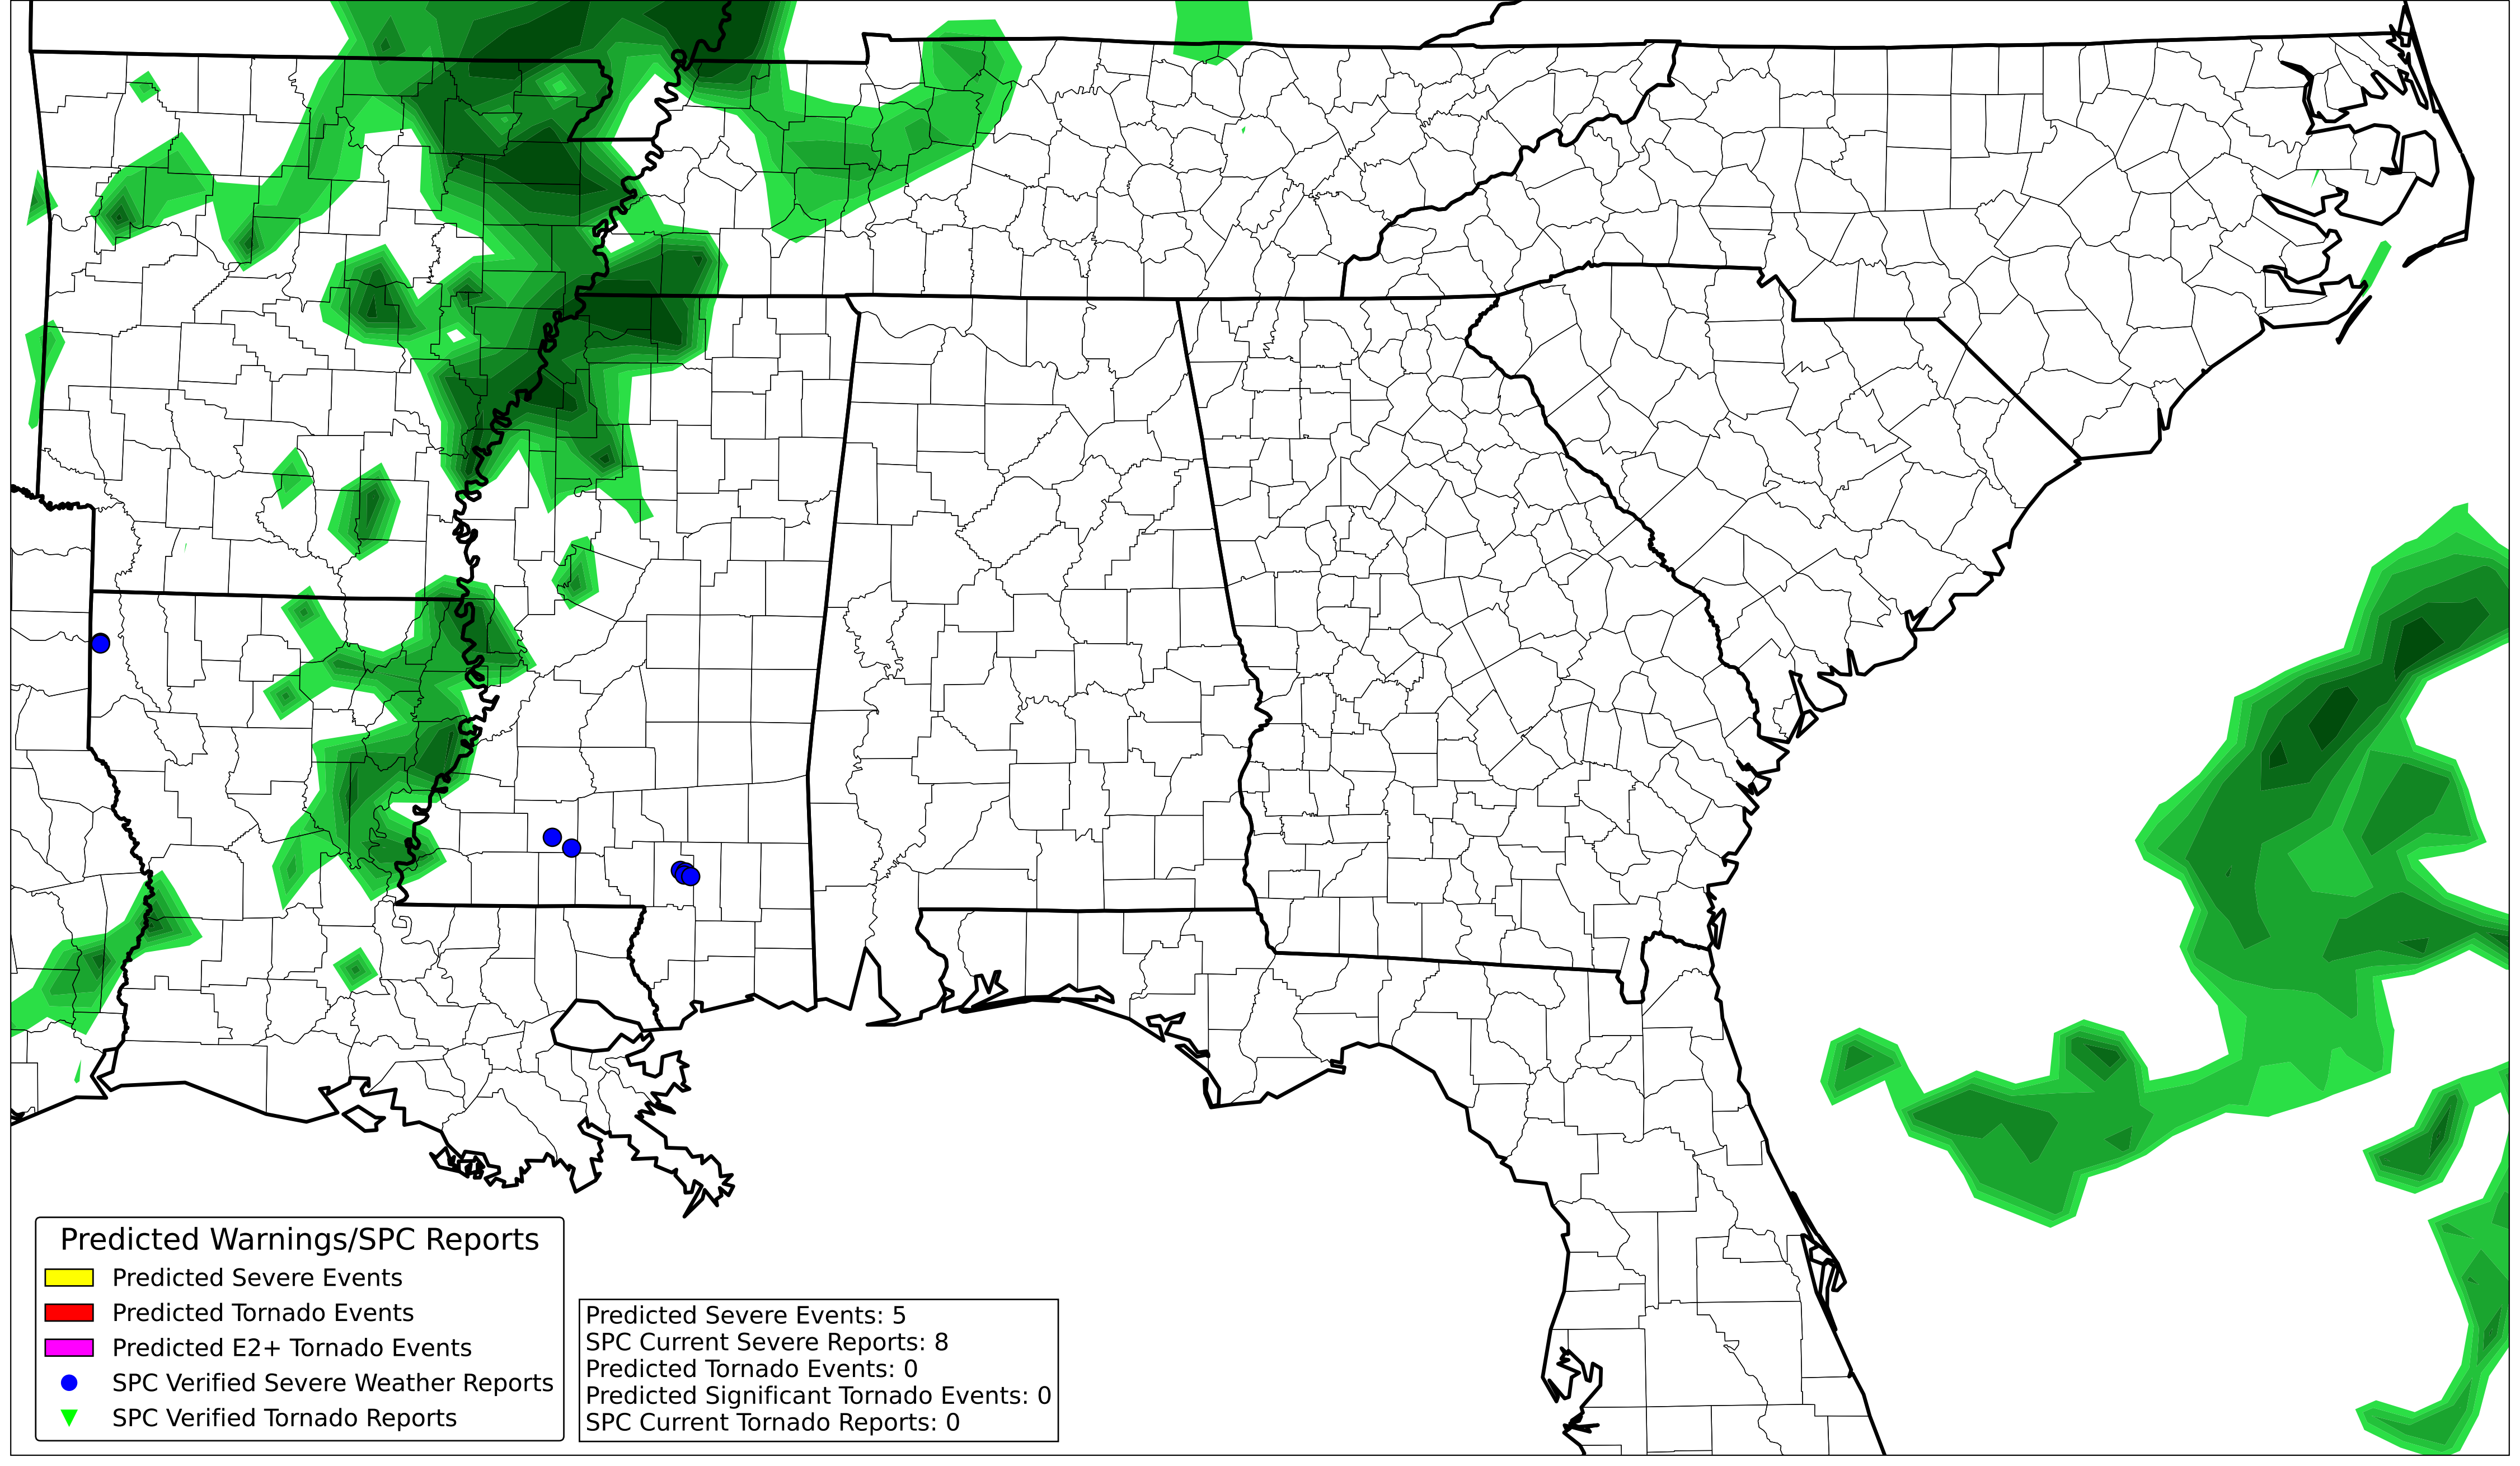 Predicted Warnings/SPC Reports
Predicted Severe Events
Predicted Tornado Events
Predicted E2+ Tornado Events
SPC Verified Severe Weather Reports
SPC Verified Tornado Reports
Predicted Severe Events: 5
SPC Current Severe Reports: 8
Predicted Tornado Events: 0
Predicted Significant Tornado Events: 0
SPC Current Tornado Reports: 0